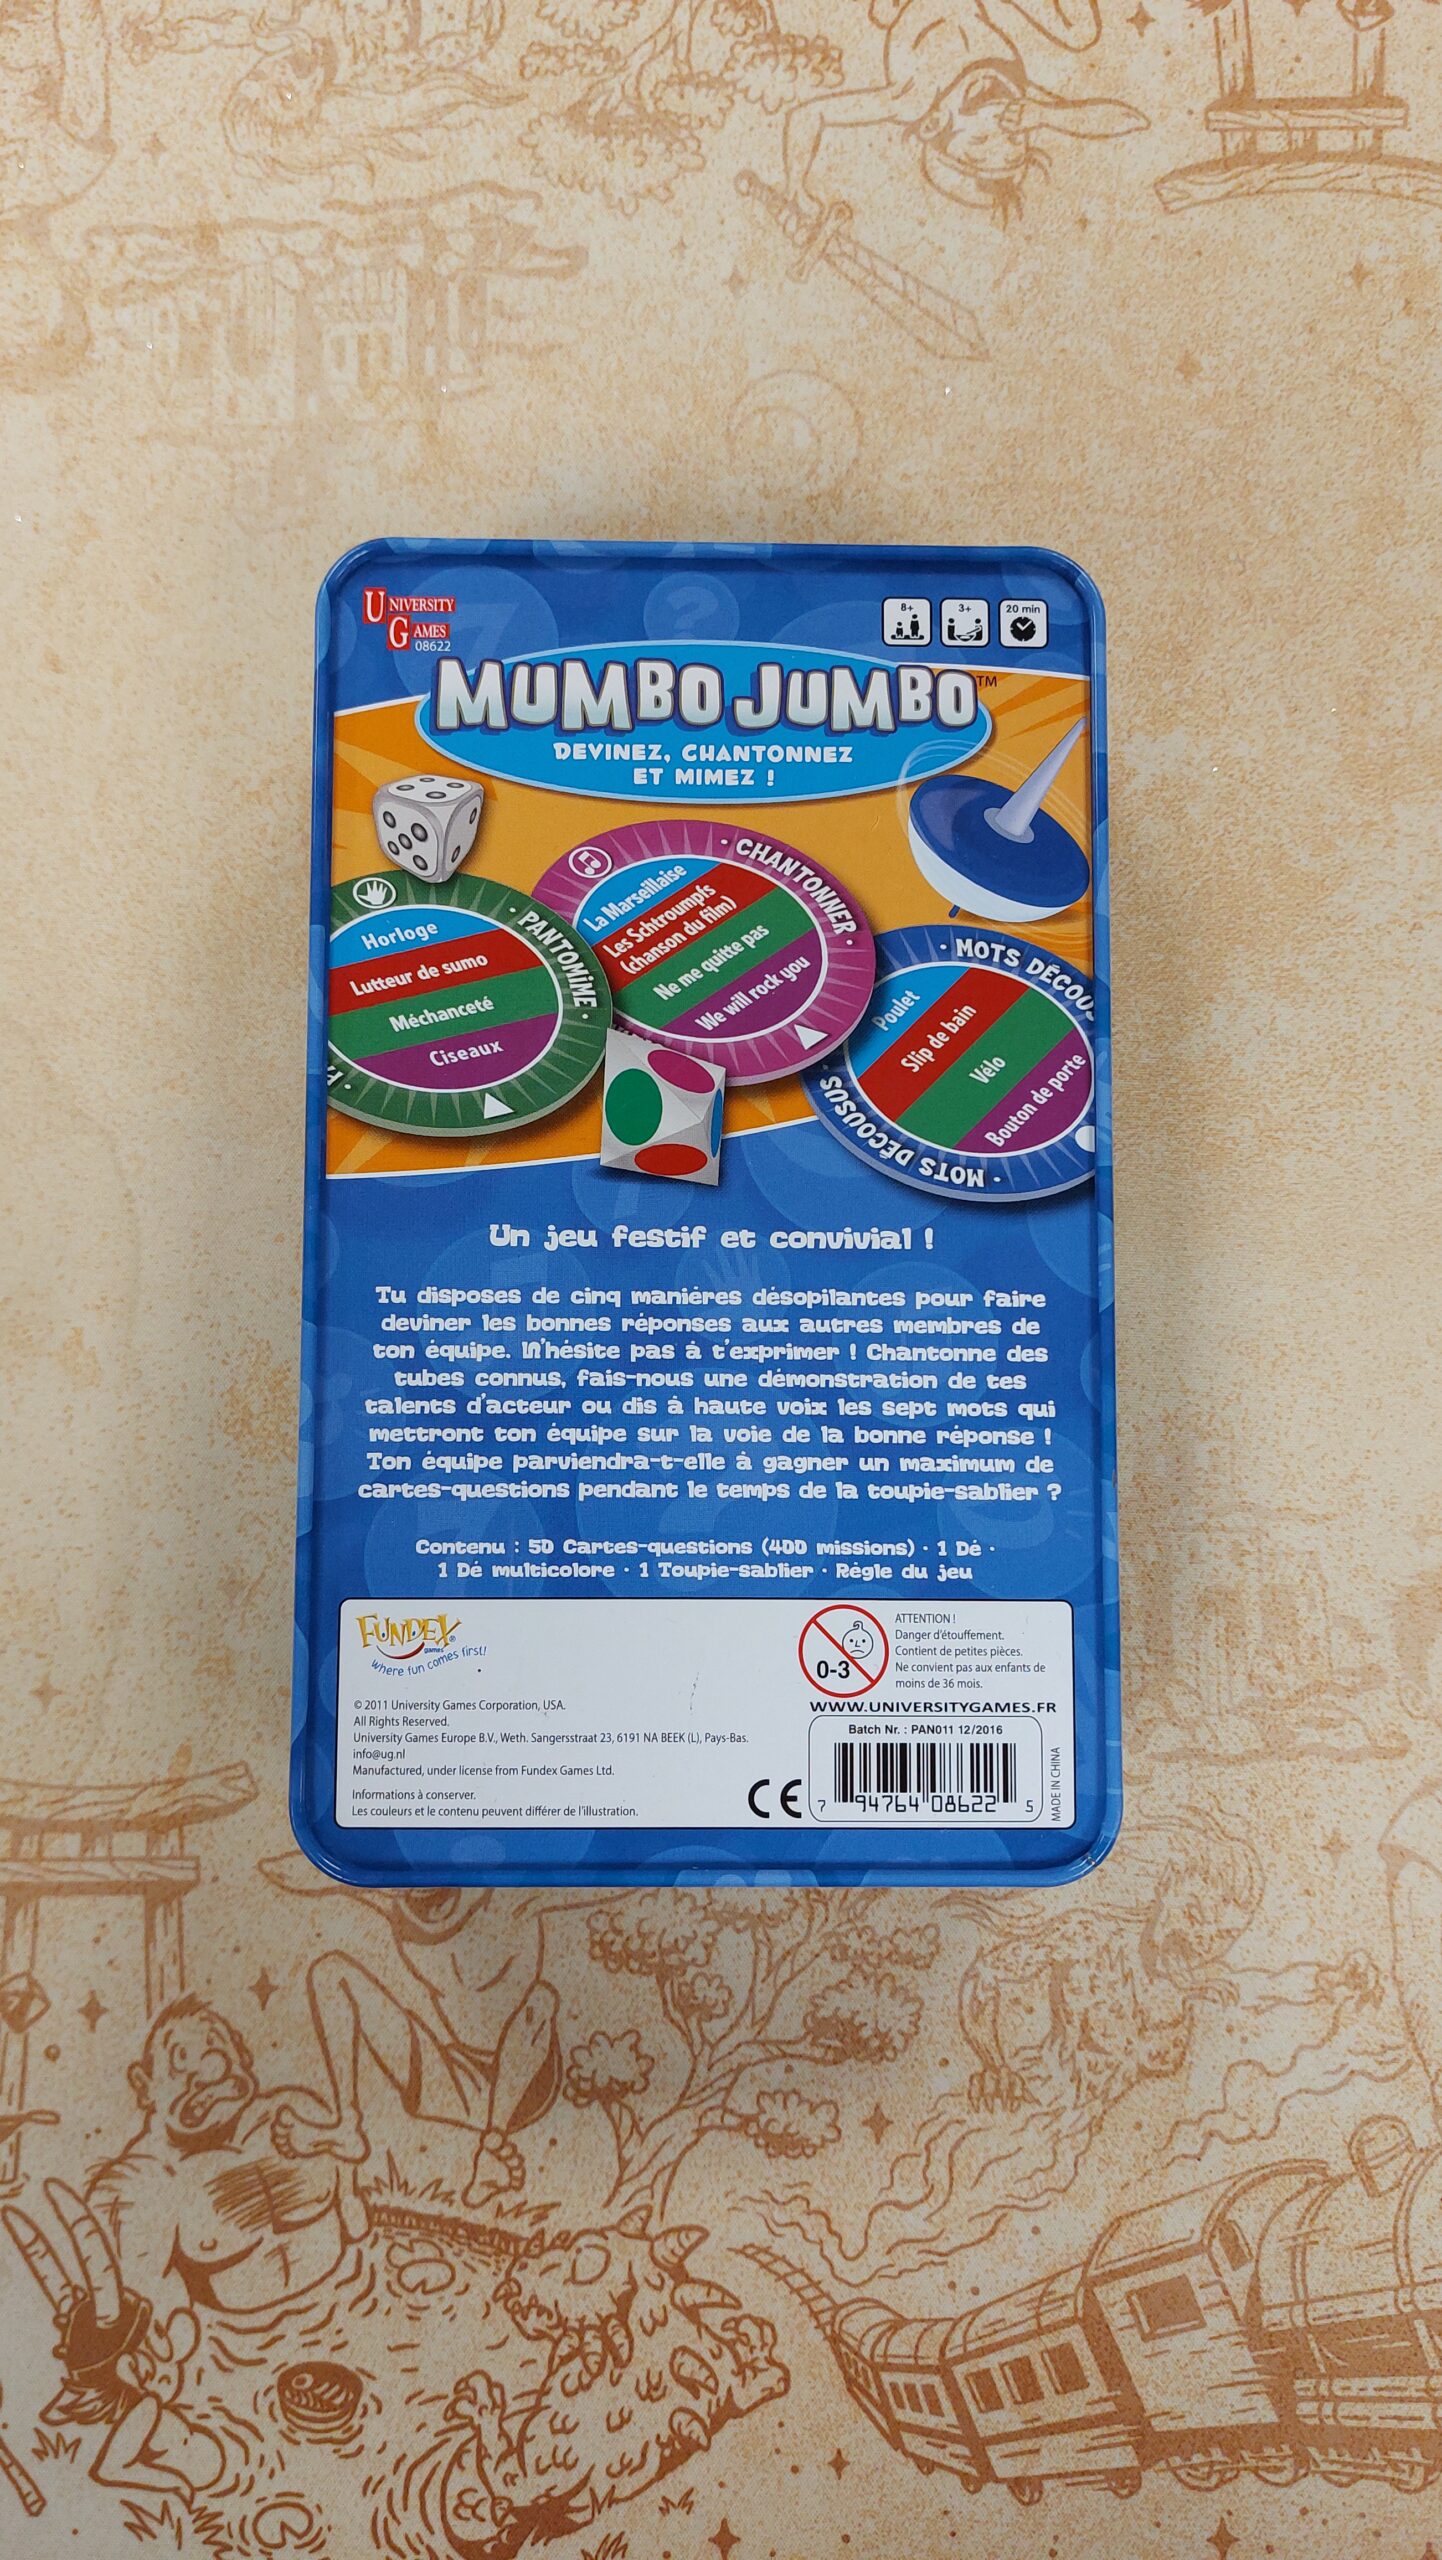 UNIVERSITY
GAMES
08622
8+
3+
20 min
MUMBO JUMBO™
DEVINEZ, CHANTONNEZ
ET MIMEZ !
· PANTOMIME ·
Horloge
Lutteur de sumo
Méchanceté
Ciseaux
· CHANTONNER ·
La Marseillaise
Les Schtroumpfs
(chanson du film)
Ne me quitte pas
We will rock you
· MOTS DÉCOUS
Poulet
Slip de bain
Vélo
Bouton de porte
MOTS DÉCOUSUS ·
Un jeu festif et convivial !
Tu disposes de cinq manières désopilantes pour faire
deviner les bonnes réponses aux autres membres de
ton équipe. N'hésite pas à t'exprimer ! Chantonne des
tubes connus, fais-nous une démonstration de tes
talents d'acteur ou dis à haute voix les sept mots qui
mettront ton équipe sur la voie de la bonne réponse !
Ton équipe parviendra-t-elle à gagner un maximum de
cartes-questions pendant le temps de la toupie-sablier ?
Contenu : 50 Cartes-questions (400 missions) · 1 Dé ·
1 Dé multicolore · 1 Toupie-sablier · Règle du jeu
FUNDEX®
games
where fun comes first!
© 2011 University Games Corporation, USA.
All Rights Reserved.
University Games Europe B.V., Weth. Sangersstraat 23, 6191 NA BEEK (L), Pays-Bas.
info@ug.nl
Manufactured, under license from Fundex Games Ltd.
Informations à conserver.
Les couleurs et le contenu peuvent différer de l'illustration.
0-3
ATTENTION !
Danger d'étouffement.
Contient de petites pièces.
Ne convient pas aux enfants de
moins de 36 mois.
WWW.UNIVERSITYGAMES.FR
Batch Nr. : PAN011 12/2016
7 94764 08622 5
CE
MADE IN CHINA